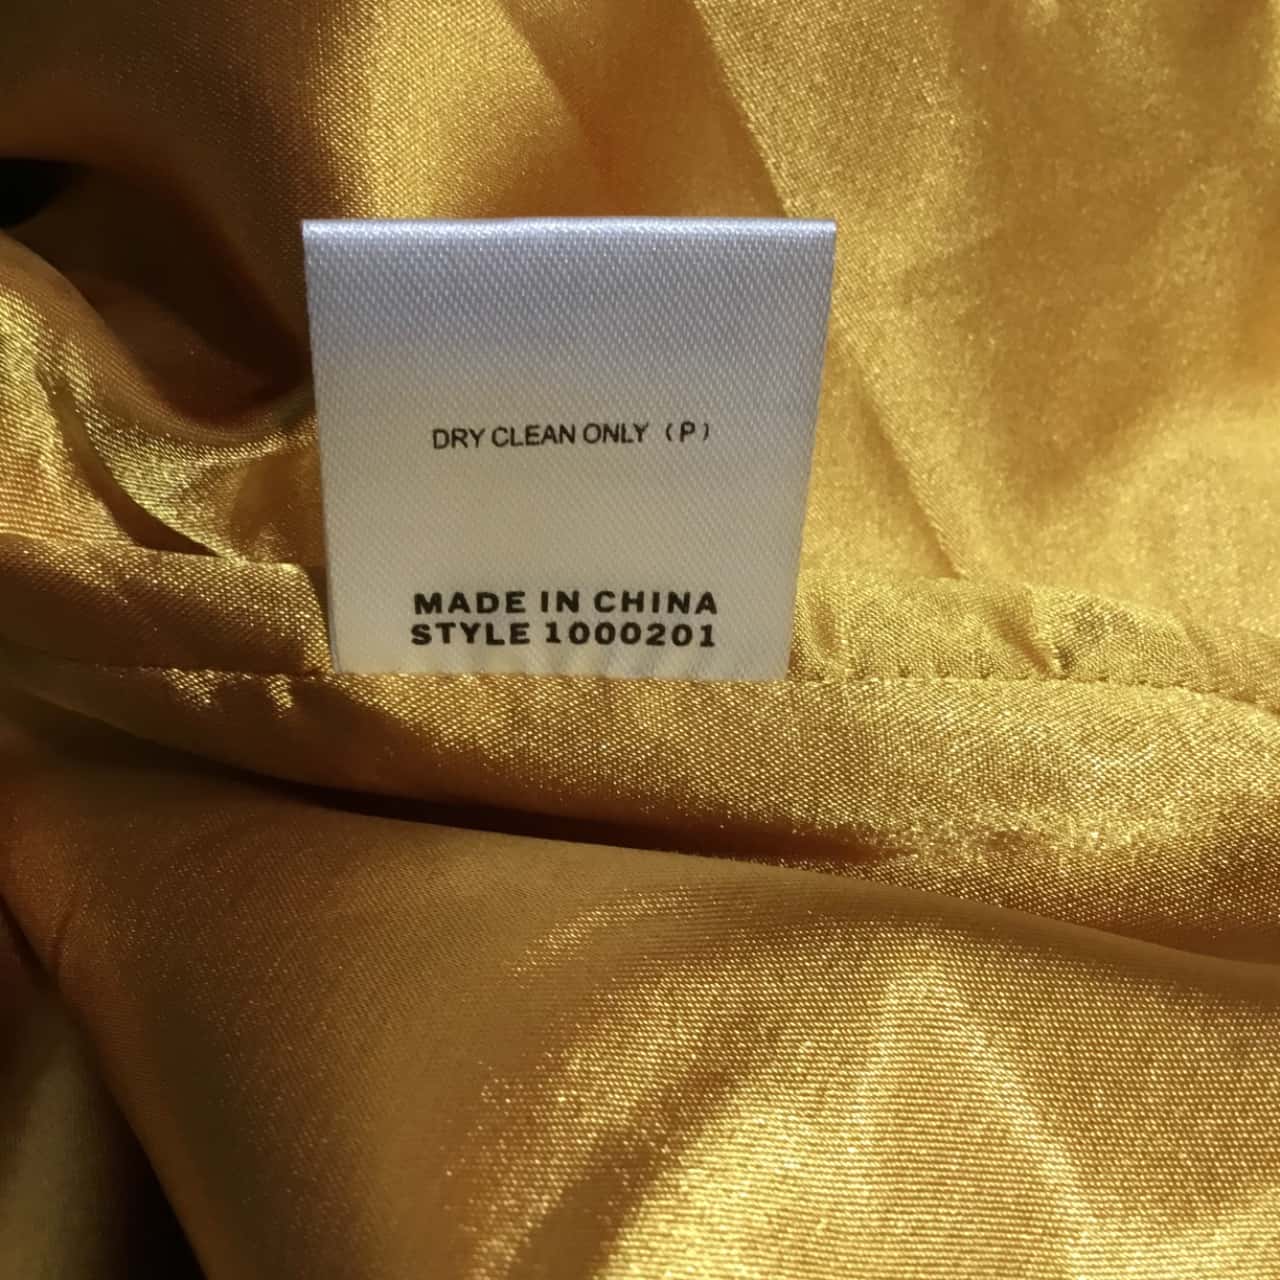 DRY CLEAN ONLY (P)
MADE IN CHINA
STYLE 1000201